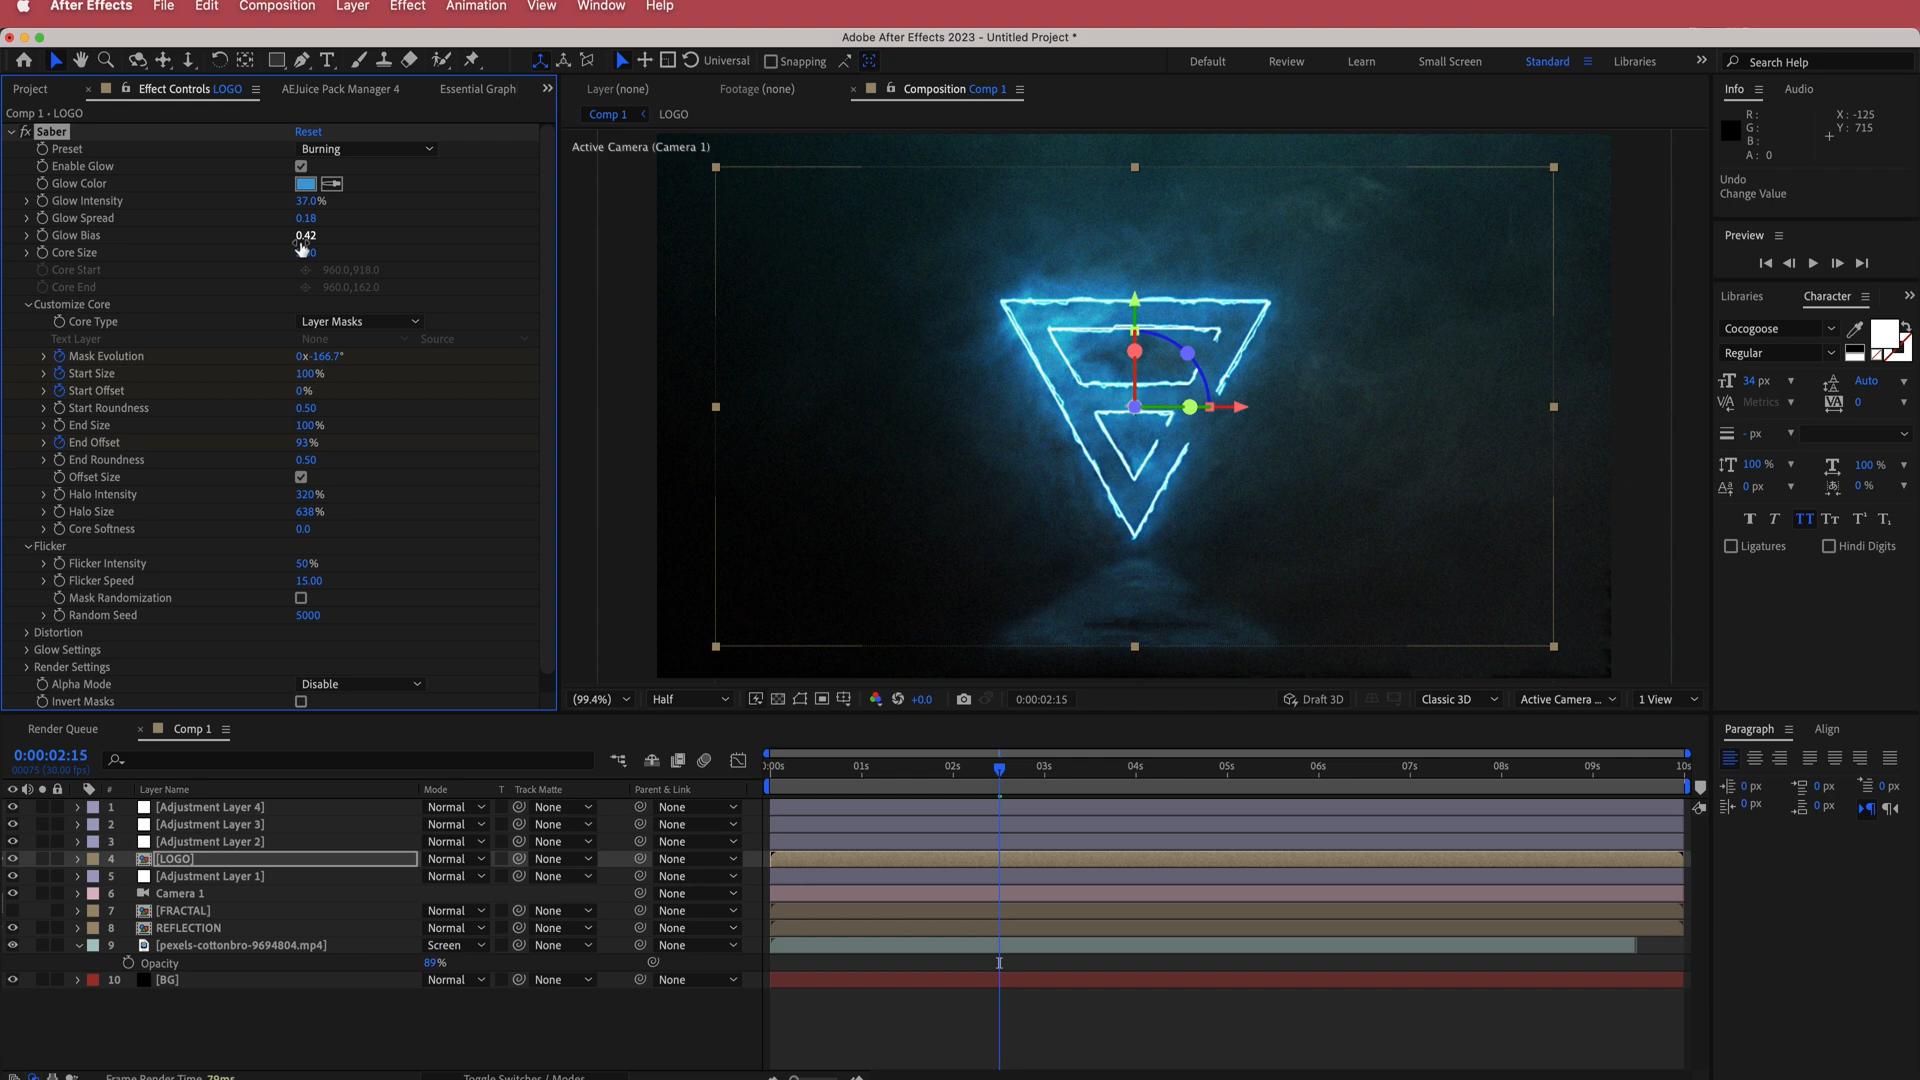 After Effects File Edit Composition Layer Effect Animation View Window Help
Adobe After Effects 2023 - Untitled Project *
Universal Snapping Default Review Learn Small Screen Standard Libraries Search Help
Project Effect Controls LOGO AEJuice Pack Manager 4 Essential Graph
Comp 1 • LOGO
fx Saber Reset
Preset Burning
Enable Glow
Glow Color
Glow Intensity 37.0%
Glow Spread 0.18
Glow Bias 0.42
Core Size
Core Start 960.0,918.0
Core End 960.0,162.0
Customize Core
Core Type Layer Masks
Text Layer None Source
Mask Evolution 0x-166.7°
Start Size 100%
Start Offset 0%
Start Roundness 0.50
End Size 100%
End Offset 93%
End Roundness 0.50
Offset Size
Halo Intensity 320%
Halo Size 638%
Core Softness 0.0
Flicker
Flicker Intensity 50%
Flicker Speed 15.00
Mask Randomization
Random Seed 5000
Distortion
Glow Settings
Render Settings
Alpha Mode Disable
Invert Masks
Layer (none) Footage (none) Composition Comp 1
Comp 1 LOGO
Active Camera (Camera 1)
(99.4%) Half +0.0 0:00:02:15 Draft 3D Classic 3D Active Camera ... 1 View
Info Audio
R: X: -125
G: Y: 715
B:
A: 0
Undo
Change Value
Preview
Libraries Character
Cocogoose
Regular
34 px Auto
Metrics 0
- px
100 % 100 %
0 px 0 %
Ligatures Hindi Digits
Render Queue Comp 1
0:00:02:15
00075 (30.00 fps)
:00s 01s 02s 03s 04s 05s 06s 07s 08s 09s 10s
# Layer Name Mode T Track Matte Parent & Link
1 [Adjustment Layer 4] Normal None None
2 [Adjustment Layer 3] Normal None None
3 [Adjustment Layer 2] Normal None None
4 [LOGO] Normal None None
5 [Adjustment Layer 1] Normal None None
6 Camera 1 None
7 [FRACTAL] Normal None None
8 REFLECTION Normal None None
9 [pexels-cottonbro-9694804.mp4] Screen None None
Opacity 89%
10 [BG] Normal None None
Frame Render Time 79ms Toggle Switches / Modes
Paragraph Align
0 px 0 px 0 px
0 px 0 px